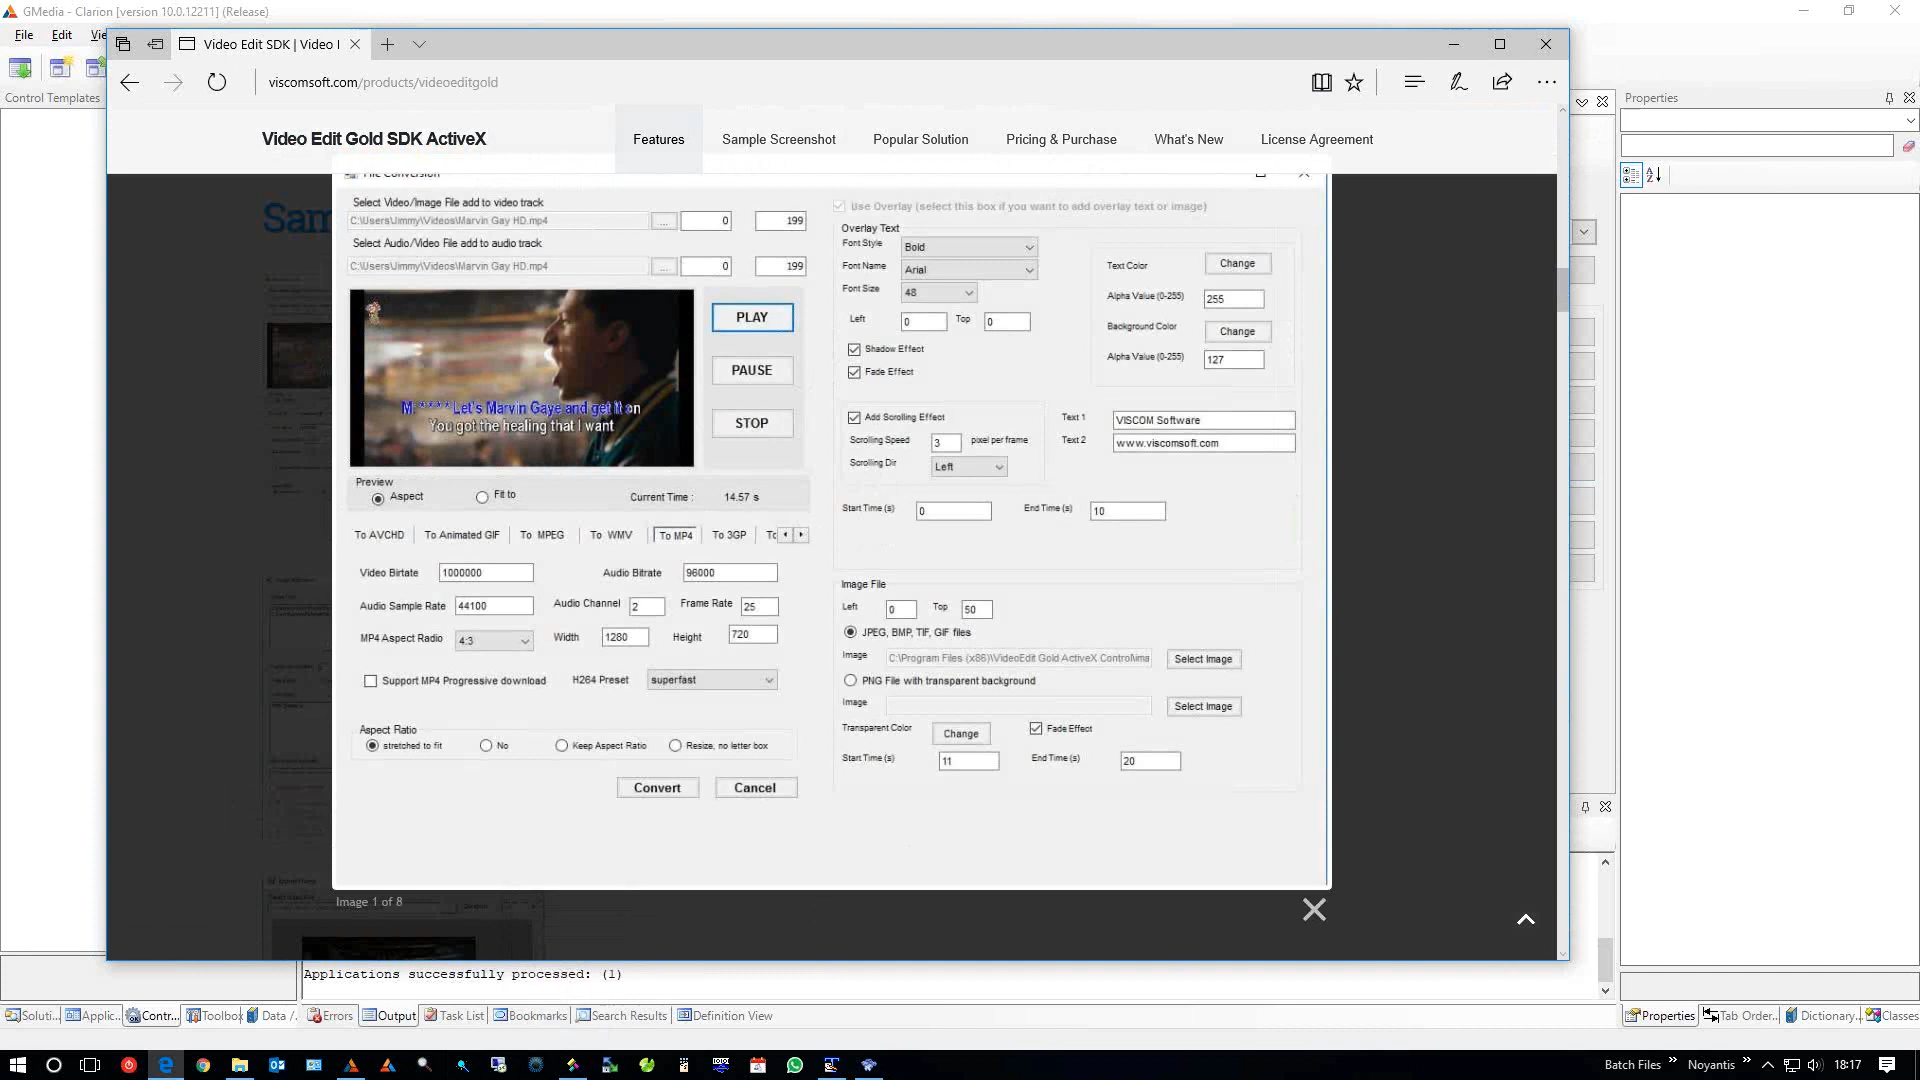 GMedia - Clarion [version 10.0.12211] (Release)
File Edit
Video Edit SDK | Video
viscomsoft.com/products/videoeditgold
Control Templates
Properties
Video Edit Gold SDK ActiveX
Features
Sample Screenshot
Popular Solution
Pricing & Purchase
What's New
License Agreement
File Conversion
Select Video/Image File add to video track
C:\Users\Jimmy\Videos\Marvin Gay HD.mp4
...
0
199
Select Audio/Video File add to audio track
C:\Users\Jimmy\Videos\Marvin Gay HD.mp4
...
0
199
M: **** Let's Marvin Gaye and get it on
You got the healing that I want
PLAY
PAUSE
STOP
Preview
Aspect
Fit to
Current Time : 14.57 s
To AVCHD
To Animated GIF
To MPEG
To WMV
To MP4
To 3GP
Video Birtate 1000000
Audio Bitrate 96000
Audio Sample Rate 44100
Audio Channel 2
Frame Rate 25
MP4 Aspect Radio 4:3
Width 1280
Height 720
Support MP4 Progressive download
H264 Preset superfast
Aspect Ratio
stretched to fit
No
Keep Aspect Ratio
Resize, no letter box
Convert
Cancel
Use Overlay (select this box if you want to add overlay text or image)
Overlay Text
Font Style Bold
Font Name Arial
Font Size 48
Left 0 Top 0
Shadow Effect
Fade Effect
Text Color Change
Alpha Value (0-255) 255
Background Color Change
Alpha Value (0-255) 127
Add Scrolling Effect
Scrolling Speed 3 pixel per frame
Scrolling Dir Left
Text 1 VISCOM Software
Text 2 www.viscomsoft.com
Start Time (s) 0
End Time (s) 10
Image File
Left 0 Top 50
JPEG, BMP, TIF, GIF files
Image C:\Program Files (x86)\VideoEdit Gold ActiveX Control\ima
Select Image
PNG File with transparent background
Image
Select Image
Transparent Color Change
Fade Effect
Start Time (s) 11
End Time (s) 20
Image 1 of 8
Applications successfully processed: (1)
Soluti...
Applic...
Contr...
Toolbox
Data /...
Errors
Output
Task List
Bookmarks
Search Results
Definition View
Properties
Tab Order...
Dictionary...
Classes
Batch Files
Noyantis
18:17